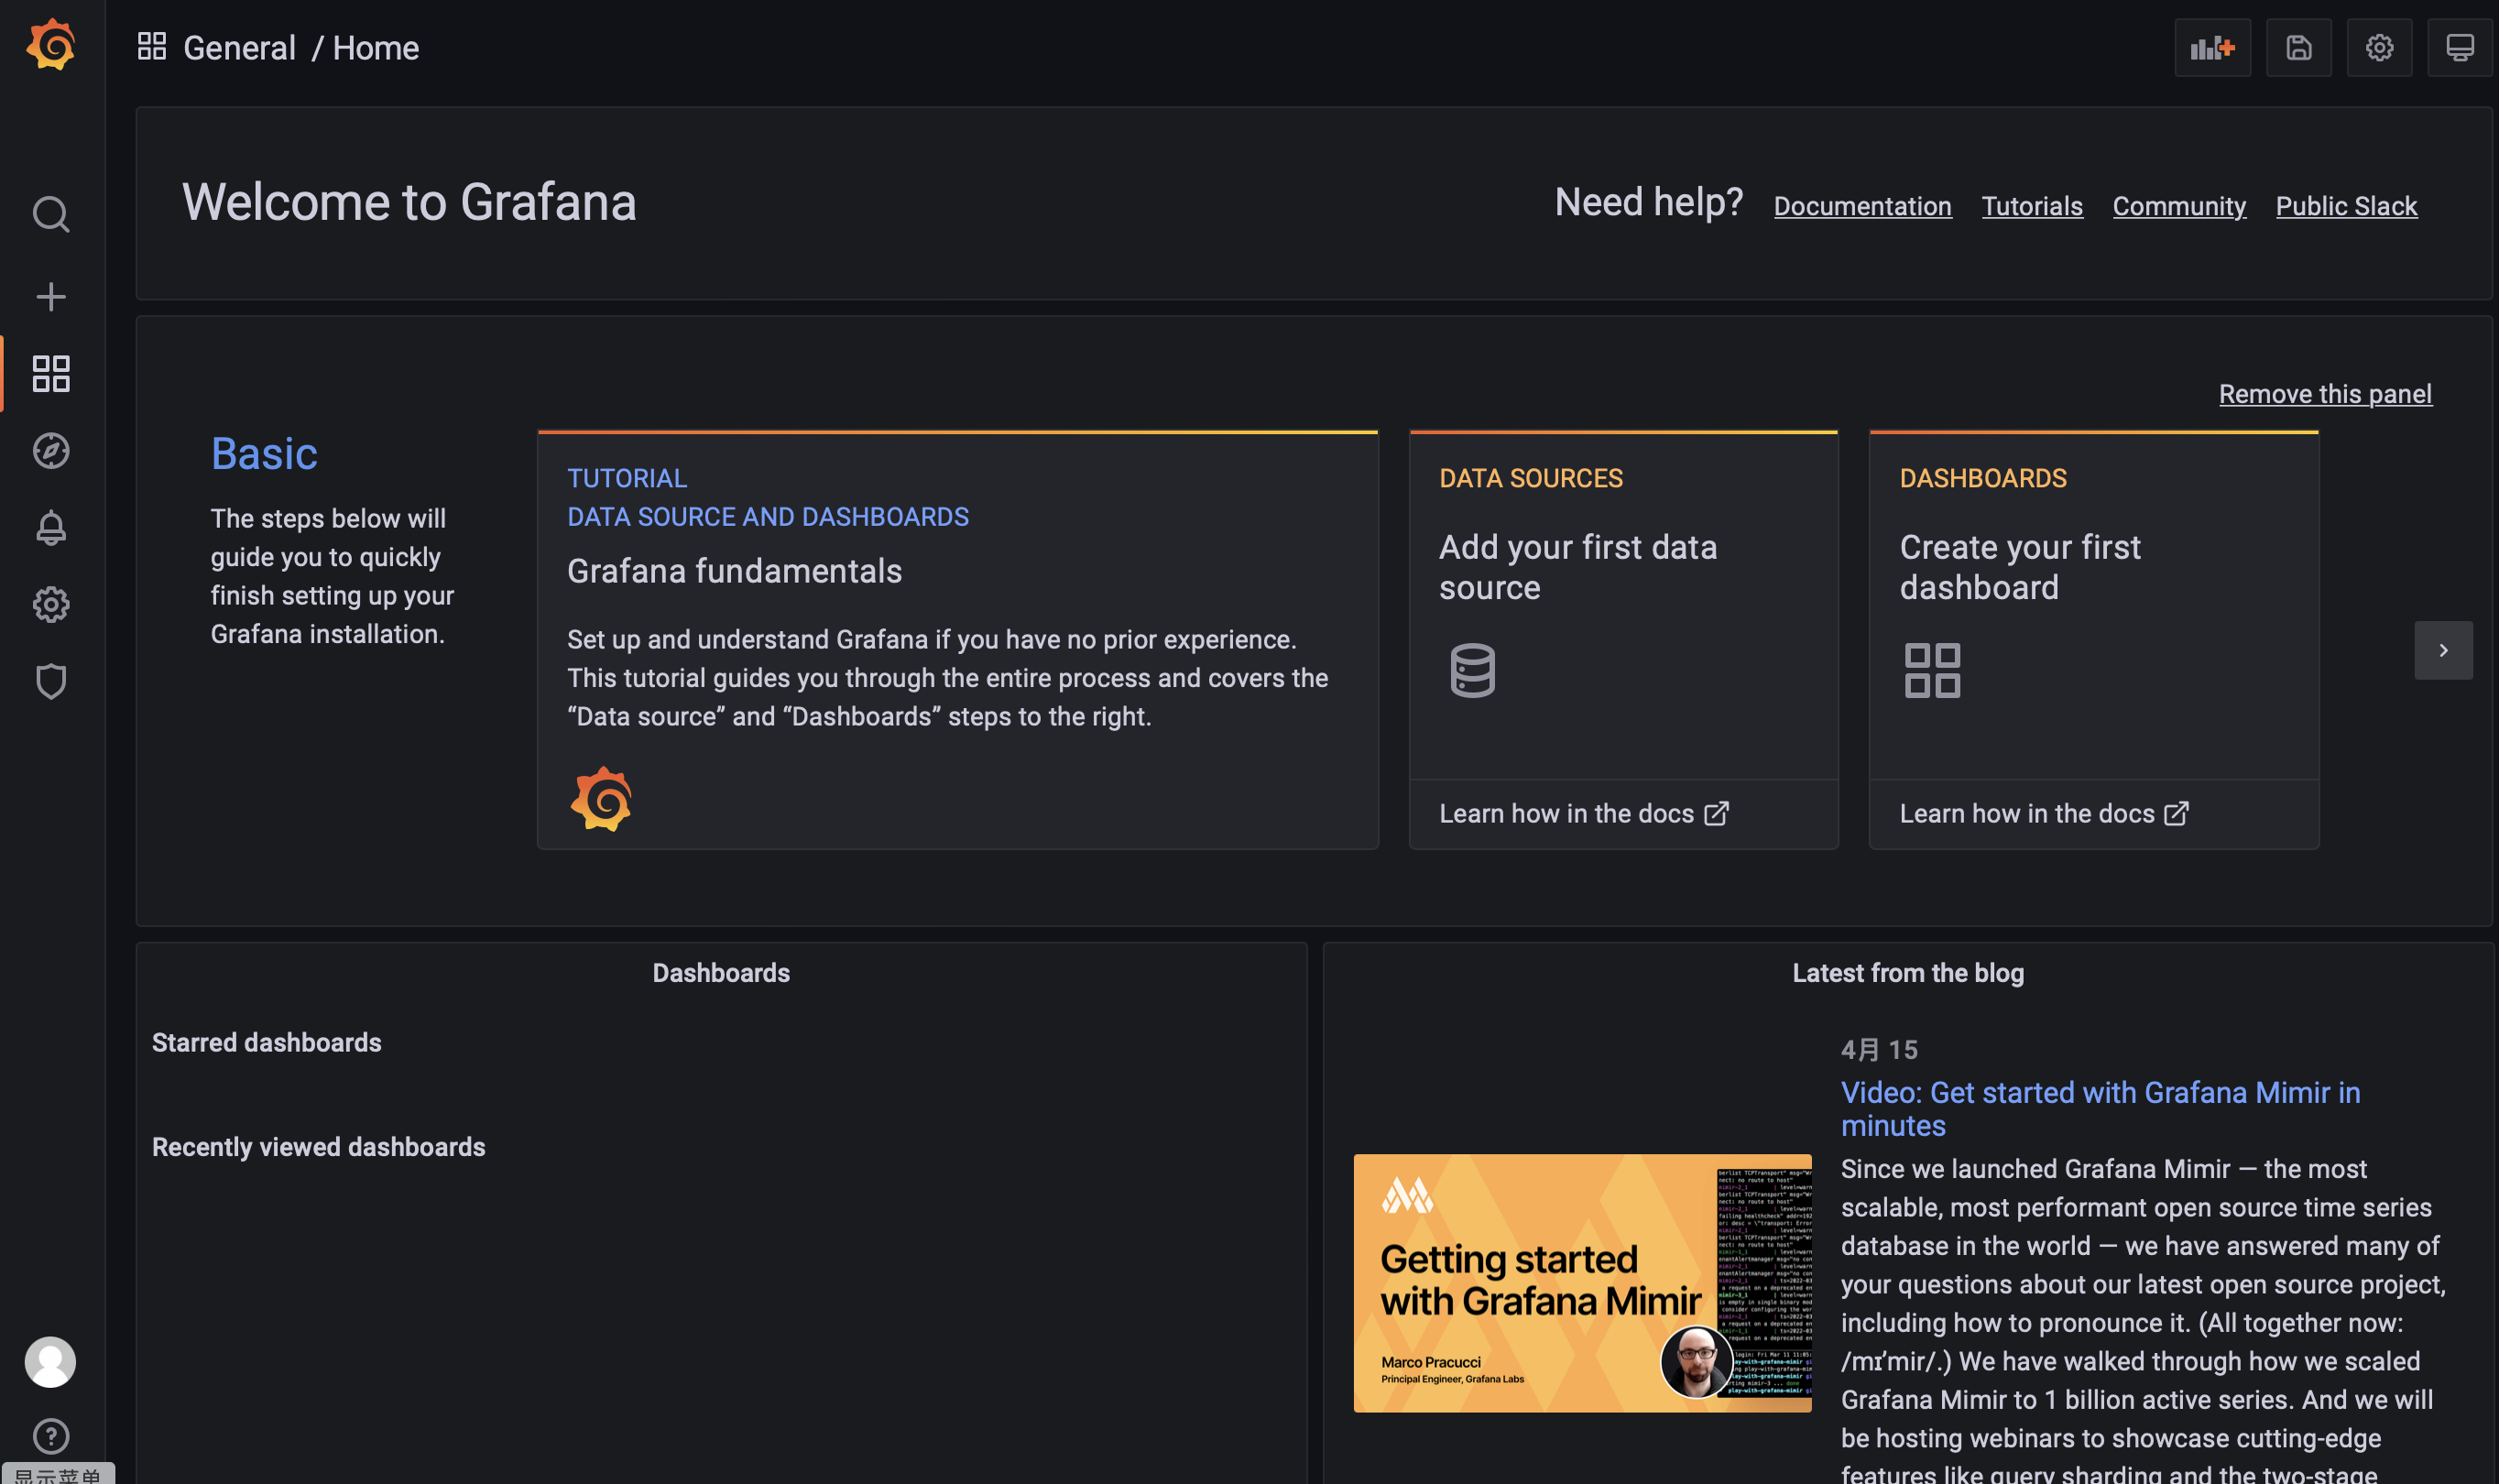 General / Home
Welcome to Grafana
Need help? Documentation Tutorials Community Public Slack
Remove this panel
Basic
The steps below will
guide you to quickly
finish setting up your
Grafana installation.
TUTORIAL
DATA SOURCE AND DASHBOARDS
Grafana fundamentals
Set up and understand Grafana if you have no prior experience.
This tutorial guides you through the entire process and covers the
“Data source” and “Dashboards” steps to the right.
DATA SOURCES
Add your first data
source
Learn how in the docs
DASHBOARDS
Create your first
dashboard
Learn how in the docs
Dashboards
Starred dashboards
Recently viewed dashboards
Latest from the blog
4月 15
Video: Get started with Grafana Mimir in
minutes
Since we launched Grafana Mimir — the most
scalable, most performant open source time series
database in the world — we have answered many of
your questions about our latest open source project,
including how to pronounce it. (All together now:
/mɪ’mir/.) We have walked through how we scaled
Grafana Mimir to 1 billion active series. And we will
be hosting webinars to showcase cutting-edge
features like query sharding and the two-stage
Getting started
with Grafana Mimir
Marco Pracucci
Principal Engineer, Grafana Labs
显示菜单